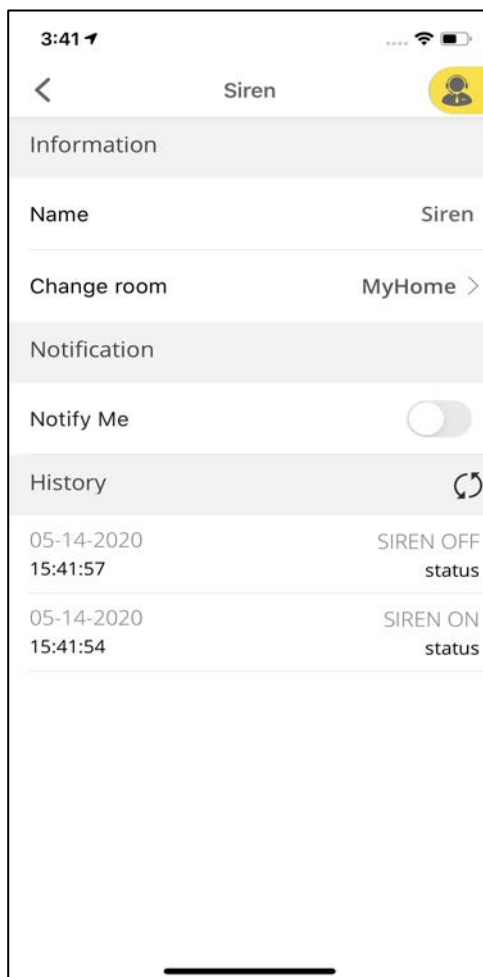 3:41
Siren
Information
Name Siren
Change room MyHome
Notification
Notify Me
History
05-14-2020 SIREN OFF
15:41:57 status
05-14-2020 SIREN ON
15:41:54 status